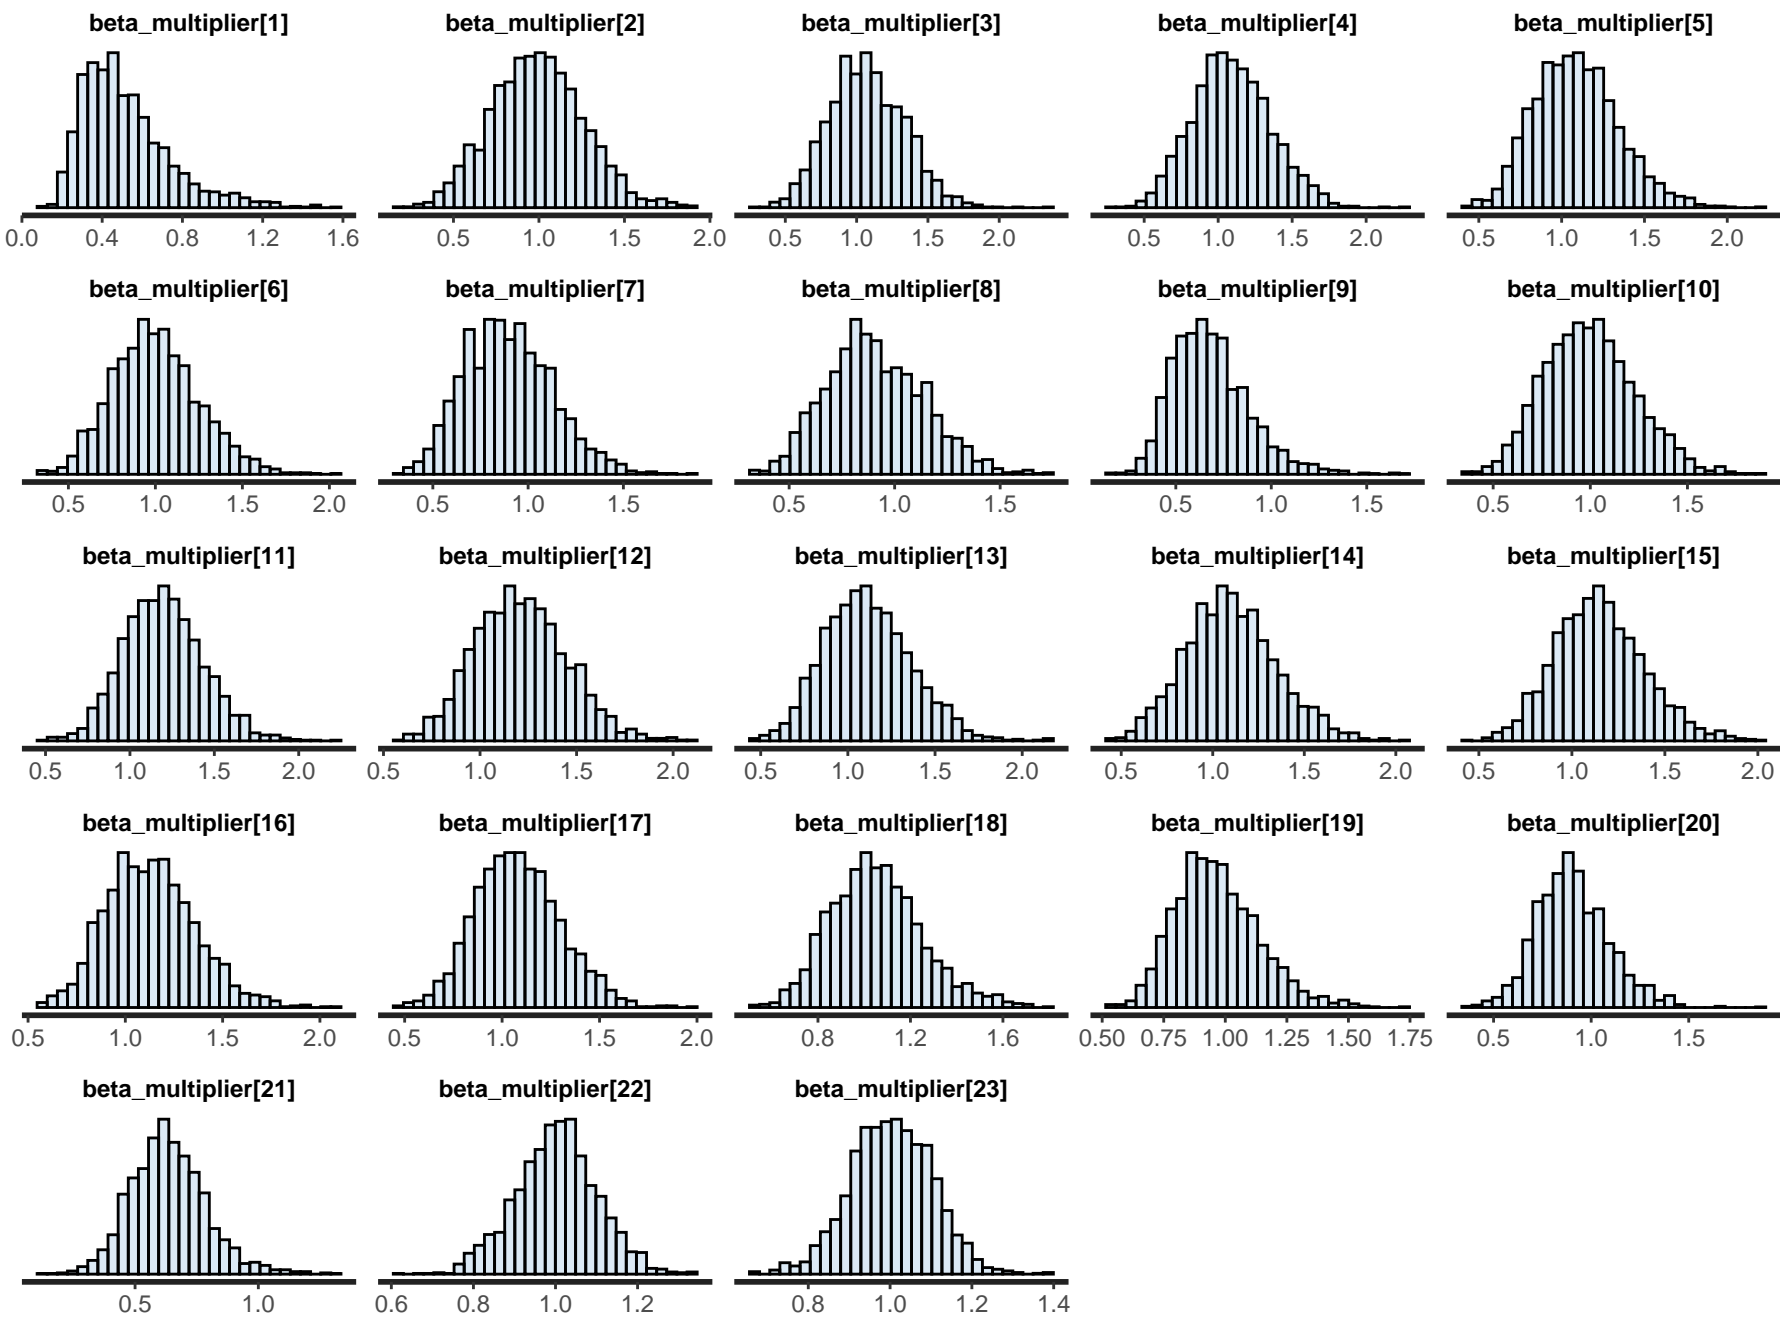 beta_multiplier[1] beta_multiplier[2] beta_multiplier[3] beta_multiplier[4] beta_multiplier[5]
0.0 0.4 0.8 1.2 1.6 0.5 1.0 1.5 2.0 0.5 1.0 1.5 2.0 0.5 1.0 1.5 2.0 0.5 1.0 1.5 2.0
beta_multiplier[6] beta_multiplier[7] beta_multiplier[8] beta_multiplier[9] beta_multiplier[10]
0.5 1.0 1.5 2.0 0.5 1.0 1.5 0.5 1.0 1.5 0.5 1.0 1.5 0.5 1.0 1.5
beta_multiplier[11] beta_multiplier[12] beta_multiplier[13] beta_multiplier[14] beta_multiplier[15]
0.5 1.0 1.5 2.0 0.5 1.0 1.5 2.0 0.5 1.0 1.5 2.0 0.5 1.0 1.5 2.0 0.5 1.0 1.5 2.0
beta_multiplier[16] beta_multiplier[17] beta_multiplier[18] beta_multiplier[19] beta_multiplier[20]
0.5 1.0 1.5 2.0 0.5 1.0 1.5 2.0 0.8 1.2 1.6 0.50 0.75 1.00 1.25 1.50 1.75 0.5 1.0 1.5
beta_multiplier[21] beta_multiplier[22] beta_multiplier[23]
0.5 1.0 0.6 0.8 1.0 1.2 0.8 1.0 1.2 1.4